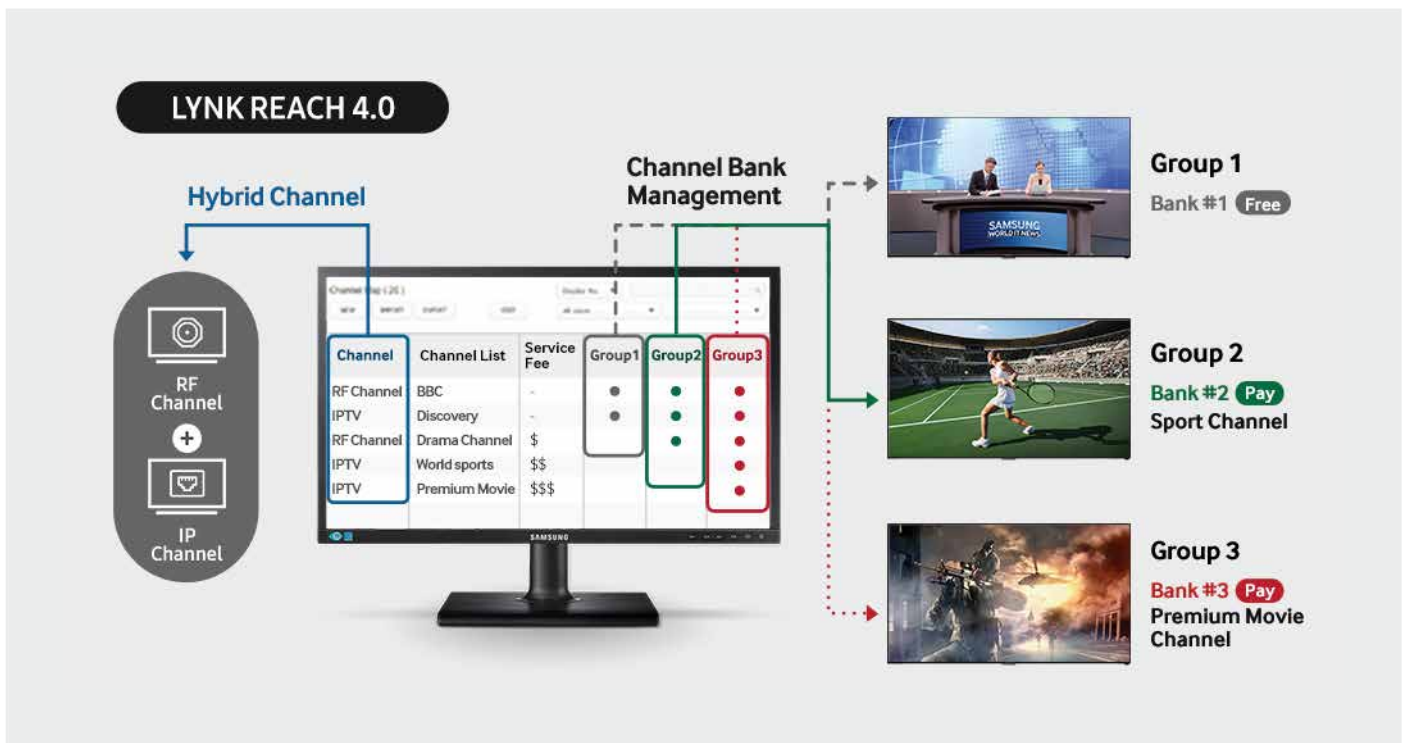 LYNK REACH 4.0
Hybrid Channel
Channel Bank
Management
RF
Channel
+
IP
Channel
NEW
Channel Channel List Service Fee Group1 Group2 Group3
RF Channel BBC -
IPTV Discovery -
RF Channel Drama Channel $
IPTV World sports $$
IPTV Premium Movie $$$
SAMSUNG
SAMSUNG
WORLD IT NEWS
Group 1
Bank #1 Free
Group 2
Bank #2 Pay
Sport Channel
Group 3
Bank #3 Pay
Premium Movie
Channel